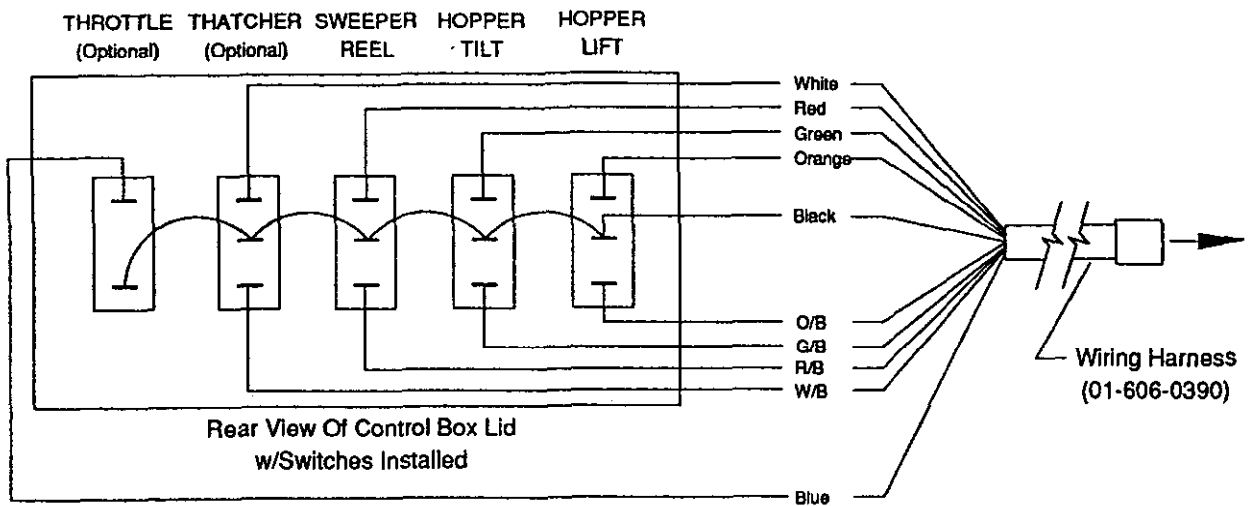 THROTTLE
(Optional)
THATCHER
(Optional)
SWEEPER
REEL
HOPPER
TILT
HOPPER
LIFT
White
Red
Green
Orange
Black
O/B
G/B
R/B
W/B
Blue
Wiring Harness
(01-606-0390)
Rear View Of Control Box Lid
w/Switches Installed